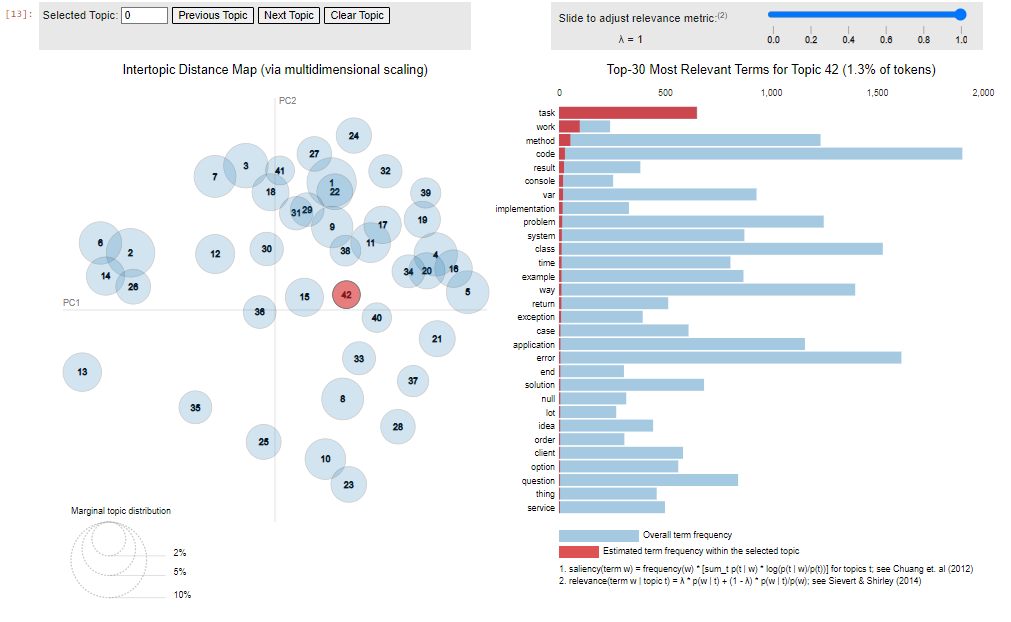 [13]: Selected Topic: 0 Previous Topic Next Topic Clear Topic
Slide to adjust relevance metric:(2)
λ = 1
0.0 0.2 0.4 0.6 0.8 1.0
Intertopic Distance Map (via multidimensional scaling)
PC2
PC1
24
27
3
41
7
32
1
18
22
39
31
29
19
17
9
11
6
30
38
2
12
4
34
20
16
14
26
5
15
42
36
40
21
33
13
37
8
35
28
25
10
23
Marginal topic distribution
2%
5%
10%
Top-30 Most Relevant Terms for Topic 42 (1.3% of tokens)
0 500 1,000 1,500 2,000
task
work
method
code
result
console
var
implementation
problem
system
class
time
example
way
return
exception
case
application
error
end
solution
null
lot
idea
order
client
option
question
thing
service
Overall term frequency
Estimated term frequency within the selected topic
1. saliency(term w) = frequency(w) * [sum_t p(t | w) * log(p(t | w)/p(t))] for topics t; see Chuang et. al (2012)
2. relevance(term w | topic t) = λ * p(w | t) + (1 - λ) * p(w | t)/p(w); see Sievert & Shirley (2014)